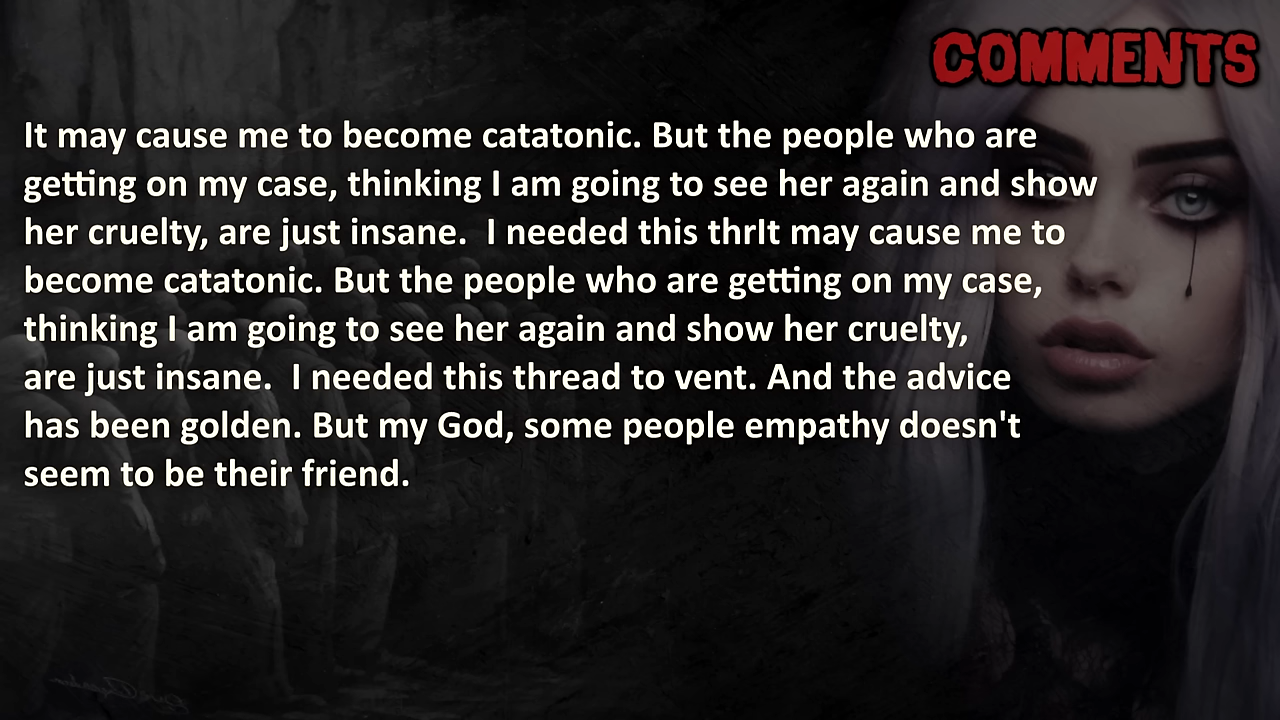 COMMENTS
It may cause me to become catatonic. But the people who are
getting on my case, thinking I am going to see her again and show
her cruelty, are just insane.  I needed this thrIt may cause me to
become catatonic. But the people who are getting on my case,
thinking I am going to see her again and show her cruelty,
are just insane.  I needed this thread to vent. And the advice
has been golden. But my God, some people empathy doesn't
seem to be their friend.